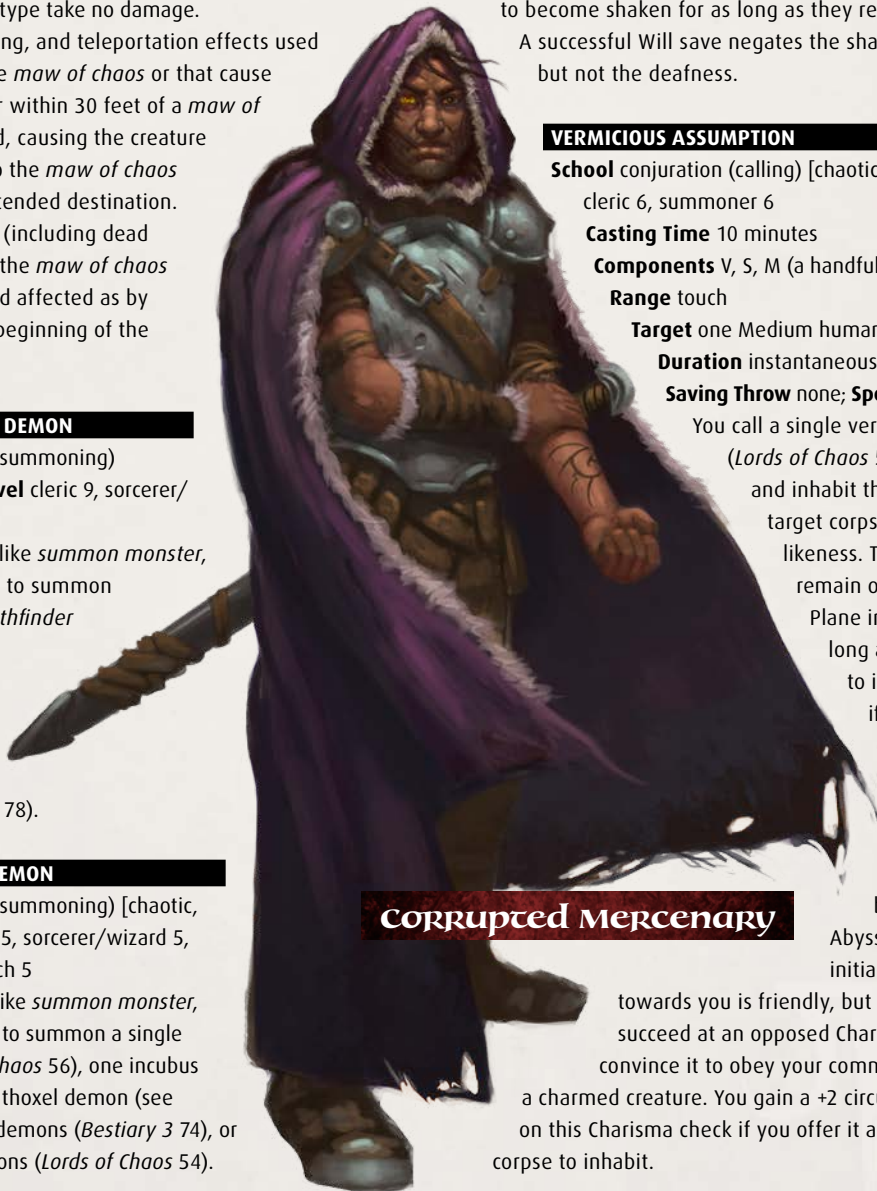 type take no damage.
ng, and teleportation effects used
e maw of chaos or that cause
r within 30 feet of a maw of
d, causing the creature
o the maw of chaos
tended destination.
(including dead
the maw of chaos
d affected as by
beginning of the
DEMON
summoning)
vel cleric 9, sorcerer/
like summon monster,
to summon
thfinder
78).
EMON
summoning) [chaotic,
5, sorcerer/wizard 5,
ch 5
like summon monster,
to summon a single
haos 56), one incubus
thoxel demon (see
demons (Bestiary 3 74), or
ons (Lords of Chaos 54).
to become shaken for as long as they re
A successful Will save negates the sha
but not the deafness.
VERMICIOUS ASSUMPTION
School conjuration (calling) [chaotic
cleric 6, summoner 6
Casting Time 10 minutes
Components V, S, M (a handful
Range touch
Target one Medium human
Duration instantaneous
Saving Throw none; Spe
You call a single ver
(Lords of Chaos
and inhabit th
target corps
likeness. T
remain o
Plane in
long a
to i
if
Abyss
initia
towards you is friendly, but
succeed at an opposed Char
convince it to obey your comm
a charmed creature. You gain a +2 circu
on this Charisma check if you offer it a
corpse to inhabit.
Corrupted Mercenary